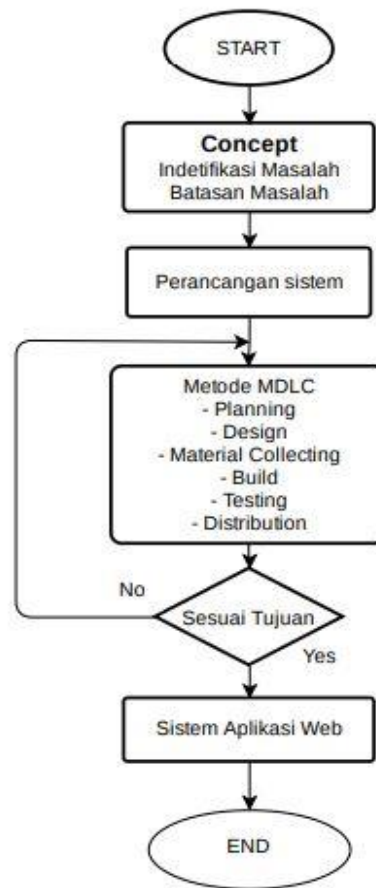 START
Concept
Indetifikasi Masalah
Batasan Masalah
Perancangan sistem
Metode MDLC
- Planning
- Design
- Material Collecting
- Build
- Testing
- Distribution
No
Sesuai Tujuan
Yes
Sistem Aplikasi Web
END